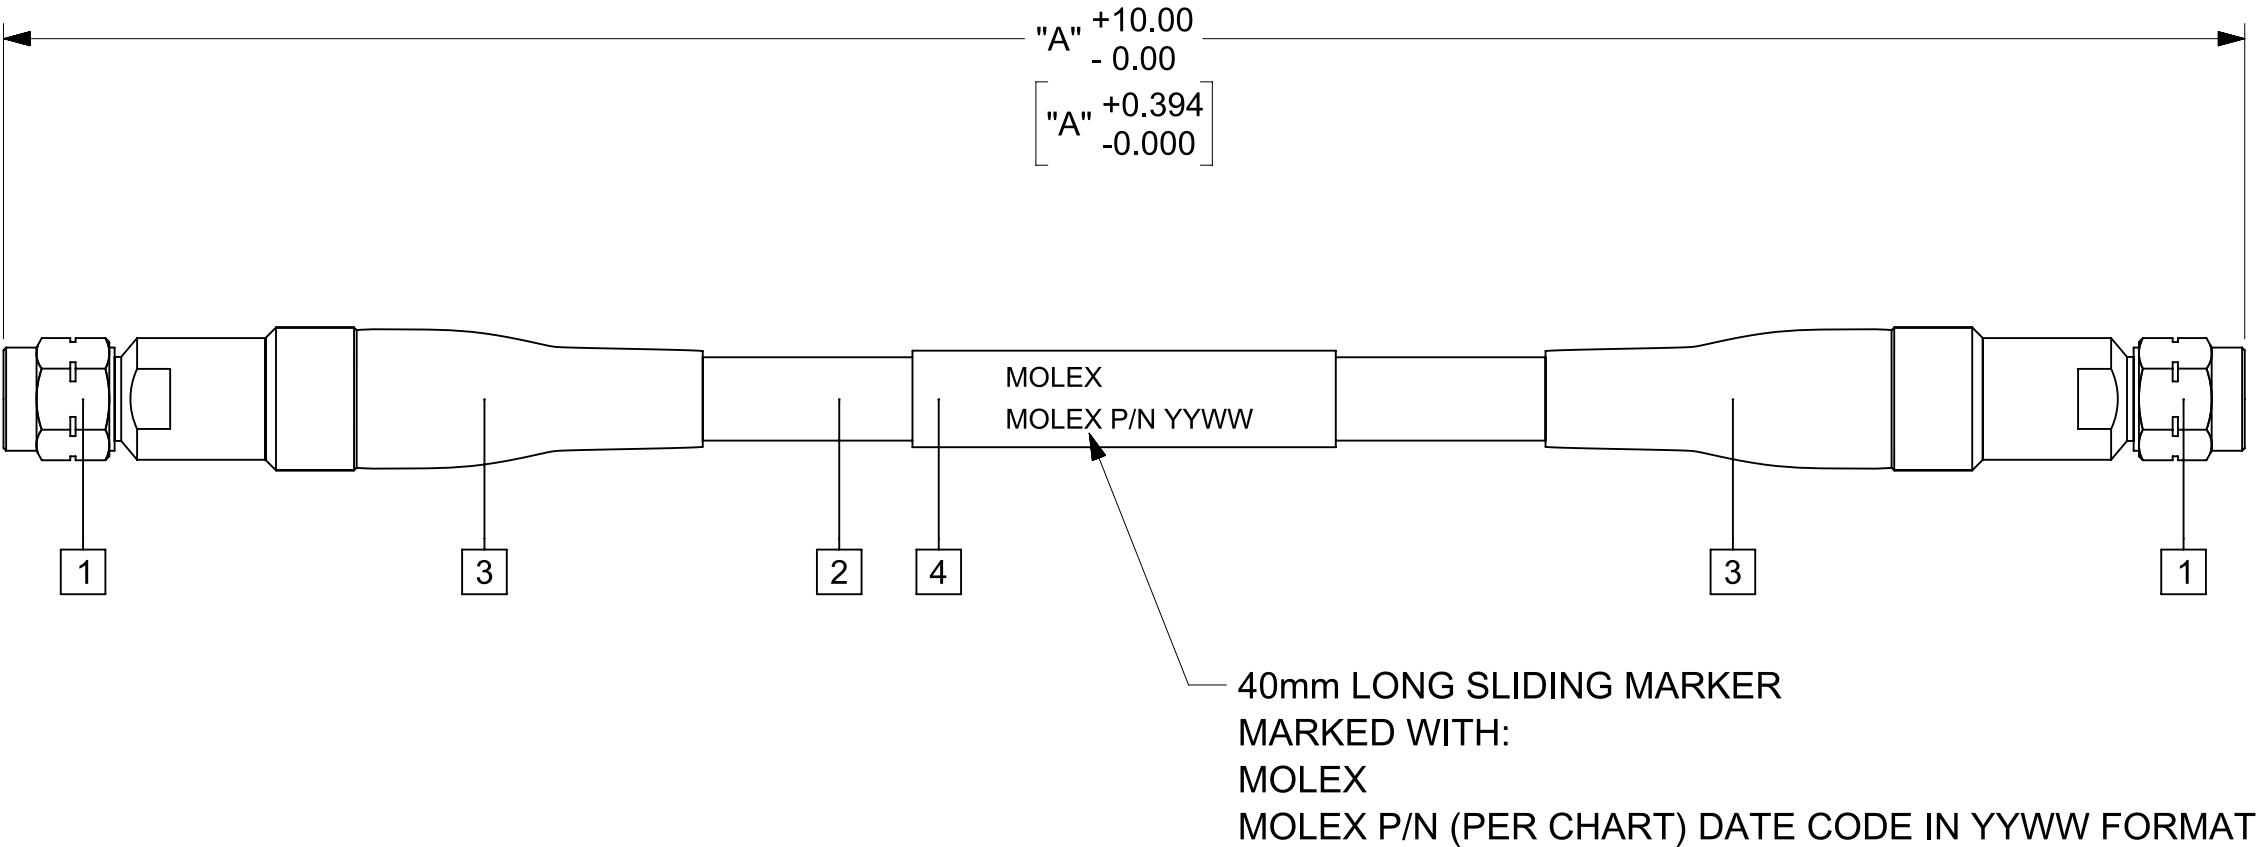 "A" +10.00
- 0.00
"A" +0.394
-0.000
MOLEX
MOLEX P/N YYWW
1
3
2
4
3
1
40mm LONG SLIDING MARKER
MARKED WITH:
MOLEX
MOLEX P/N (PER CHART) DATE CODE IN YYWW FORMAT